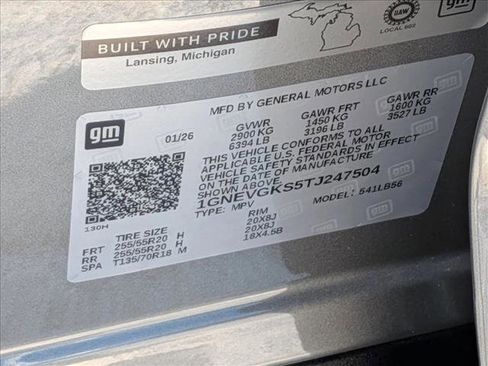 BUILT WITH PRIDE
Lansing, Michigan
UAW
LOCAL 602
gm
gm
01/26
MFD BY GENERAL MOTORS LLC
GVWR GAWR FRT GAWR RR
2900 KG 1450 KG 1600 KG
6394 LB 3196 LB 3527 LB
THIS VEHICLE CONFORMS TO ALL
APPLICABLE U.S. FEDERAL MOTOR
VEHICLE SAFETY STANDARDS IN EFFECT
ON THE DATE OF MANUFACTURE
SHOWN ABOVE.
1GNEVGKS5TJ247504
TYPE: MPV MODEL: 541LB56
130H
TIRE SIZE RIM
FRT 255/55R20 H 20X8J
RR 255/55R20 H 20X8J
SPA T135/70R18 M 18X4.5B